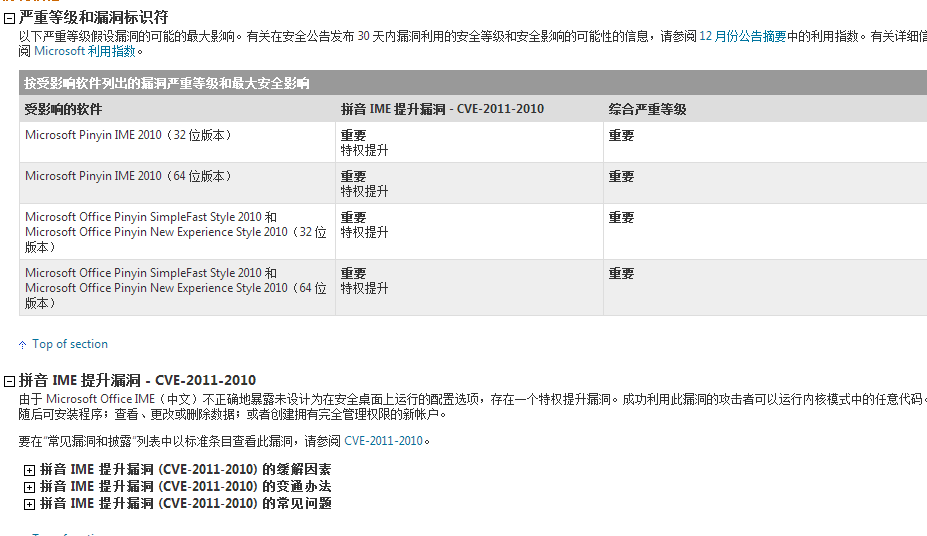 严重等级和漏洞标识符
以下严重等级假设漏洞的可能的最大影响。有关在安全公告发布 30 天内漏洞利用的安全等级和安全影响的可能性的信息，请参阅 12 月份公告摘要中的利用指数。有关详细信
阅 Microsoft 利用指数。
按受影响软件列出的漏洞严重等级和最大安全影响
受影响的软件 拼音 IME 提升漏洞 - CVE-2011-2010 综合严重等级
Microsoft Pinyin IME 2010（32 位版本） 重要 重要
特权提升
Microsoft Pinyin IME 2010（64 位版本） 重要 重要
特权提升
Microsoft Office Pinyin SimpleFast Style 2010 和 重要 重要
Microsoft Office Pinyin New Experience Style 2010（32 位 特权提升
版本）
Microsoft Office Pinyin SimpleFast Style 2010 和 重要 重要
Microsoft Office Pinyin New Experience Style 2010（64 位 特权提升
版本）
Top of section
拼音 IME 提升漏洞 - CVE-2011-2010
由于 Microsoft Office IME（中文）不正确地暴露未设计为在安全桌面上运行的配置选项，存在一个特权提升漏洞。成功利用此漏洞的攻击者可以运行内核模式中的任意代码。
随后可安装程序；查看、更改或删除数据；或者创建拥有完全管理权限的新帐户。
要在“常见漏洞和披露”列表中以标准条目查看此漏洞，请参阅 CVE-2011-2010。
拼音 IME 提升漏洞 (CVE-2011-2010) 的缓解因素
拼音 IME 提升漏洞 (CVE-2011-2010) 的变通办法
拼音 IME 提升漏洞 (CVE-2011-2010) 的常见问题